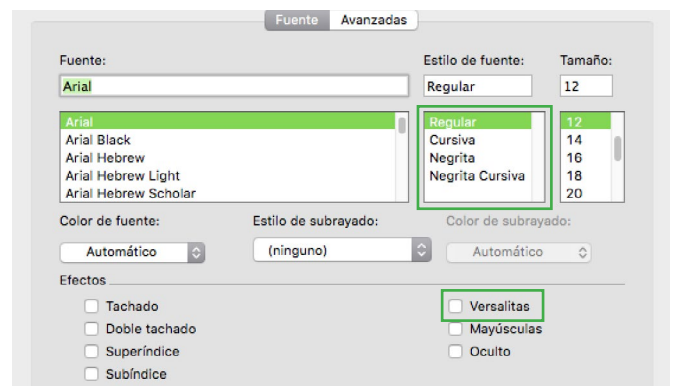 Fuente Avanzadas
Fuente: Estilo de fuente: Tamaño:
Arial Regular 12
Arial Regular 12
Arial Black Cursiva 14
Arial Hebrew Negrita 16
Arial Hebrew Light Negrita Cursiva 18
Arial Hebrew Scholar 20
Color de fuente: Estilo de subrayado: Color de subrayado:
Automático (ninguno) Automático
Efectos
Tachado Versalitas
Doble tachado Mayúsculas
Superíndice Oculto
Subíndice